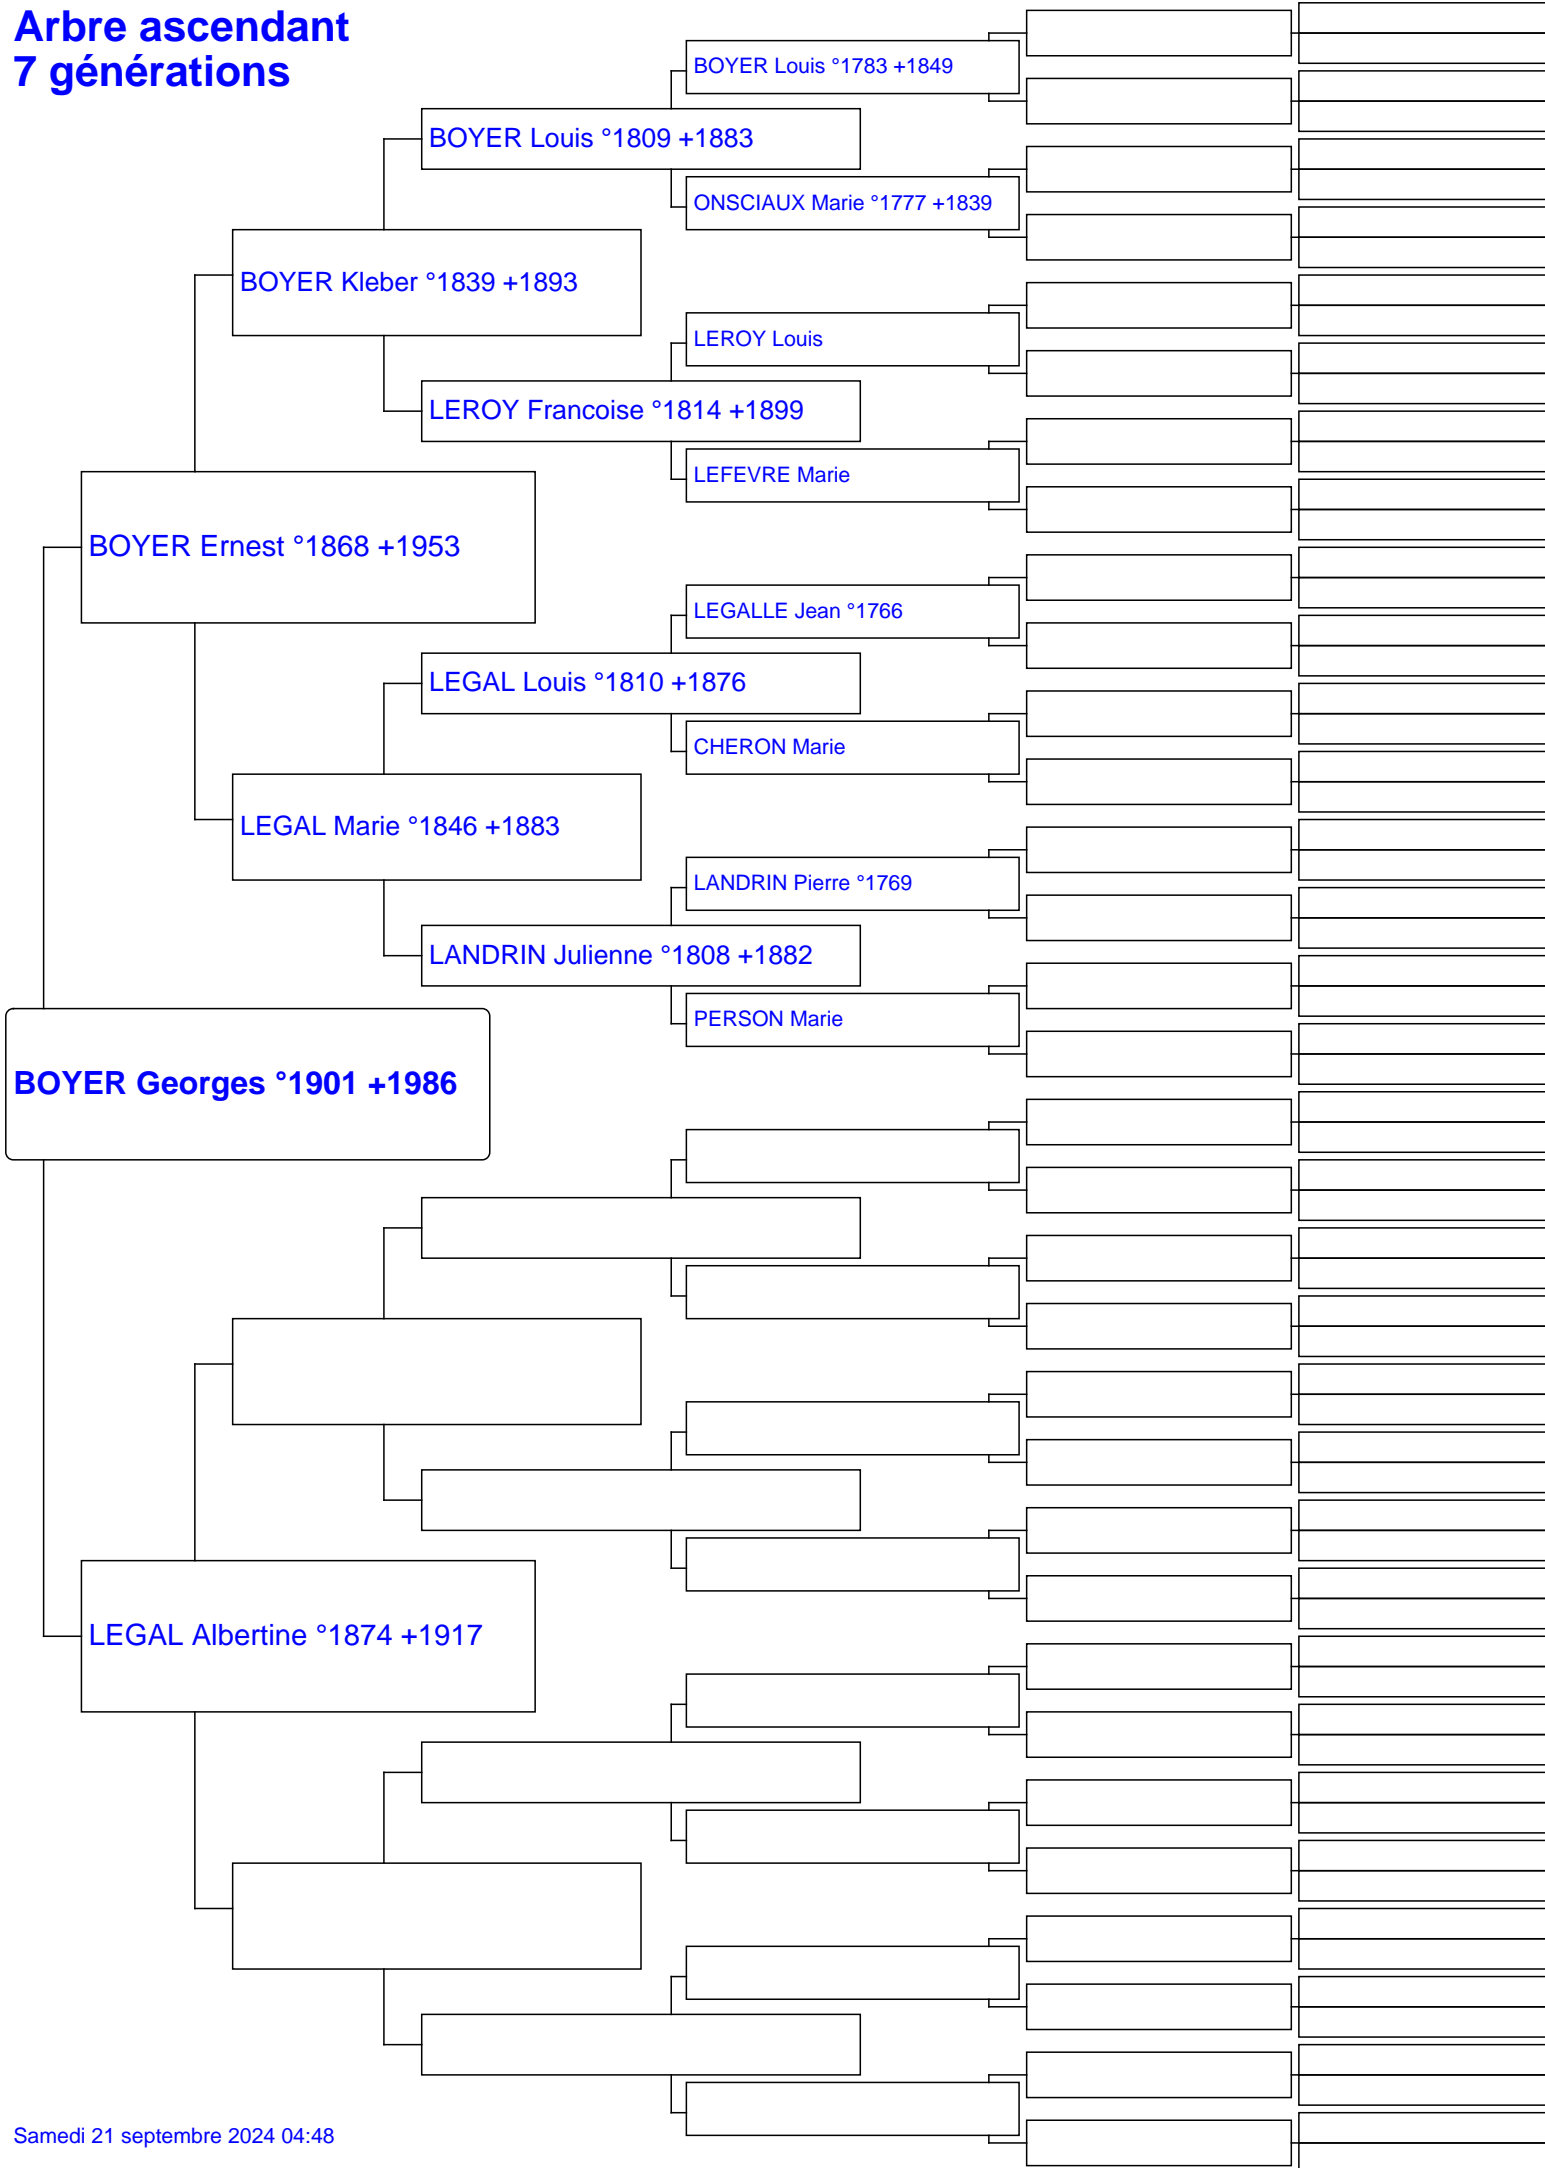 Arbre ascendant
7 générations
BOYER Louis °1783 +1849
BOYER Louis °1809 +1883
ONSCIAUX Marie °1777 +1839
BOYER Kleber °1839 +1893
LEROY Louis
LEROY Francoise °1814 +1899
LEFEVRE Marie
BOYER Ernest °1868 +1953
LEGALLE Jean °1766
LEGAL Louis °1810 +1876
CHERON Marie
LEGAL Marie °1846 +1883
LANDRIN Pierre °1769
LANDRIN Julienne °1808 +1882
PERSON Marie
BOYER Georges °1901 +1986
LEGAL Albertine °1874 +1917
Samedi 21 septembre 2024 04:48